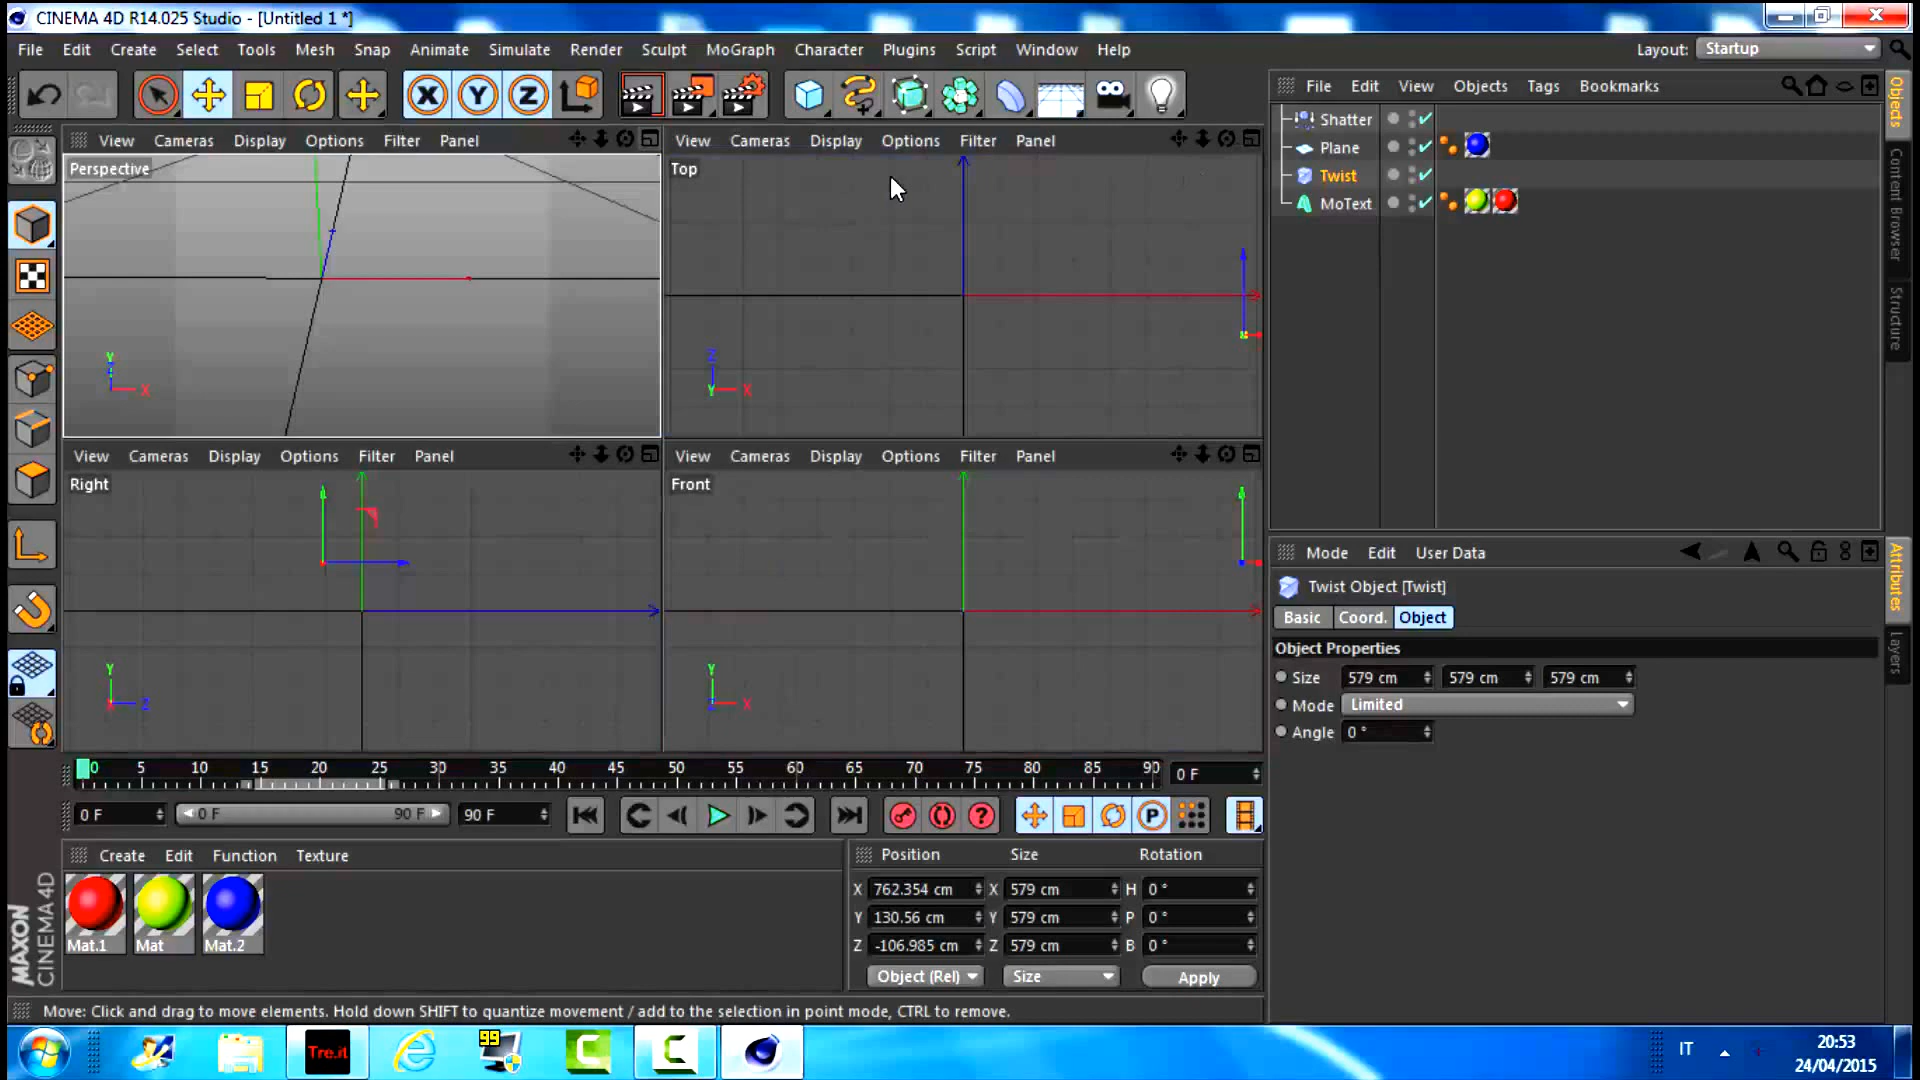 CINEMA 4D R14.025 Studio - [Untitled 1 *]
File Edit Create Select Tools Mesh Snap Animate Simulate Render Sculpt MoGraph Character Plugins Script Window Help
Layout: Startup
X Y Z
File Edit View Objects Tags Bookmarks
Objects
Content Browser
Structure
Shatter
Plane
Twist
MoText
View Cameras Display Options Filter Panel
Perspective
Y
X
View Cameras Display Options Filter Panel
Top
Z
Y X
View Cameras Display Options Filter Panel
Right
Y
Z
View Cameras Display Options Filter Panel
Front
Y
X
Mode Edit User Data
Attributes
Layers
Twist Object [Twist]
Basic Coord. Object
Object Properties
Size 579 cm 579 cm 579 cm
Mode Limited
Angle 0 °
0 5 10 15 20 25 30 35 40 45 50 55 60 65 70 75 80 85 90 0 F
0 F 0 F 90 F 90 F
? P
Create Edit Function Texture
Mat.1 Mat Mat.2
Position Size Rotation
X 762.354 cm X 579 cm H 0 °
Y 130.56 cm Y 579 cm P 0 °
Z -106.985 cm Z 579 cm B 0 °
Object (Rel) Size Apply
MAXON
CINEMA 4D
Move: Click and drag to move elements. Hold down SHIFT to quantize movement / add to the selection in point mode, CTRL to remove.
Tre.it
99
C
C
IT
20:53
24/04/2015